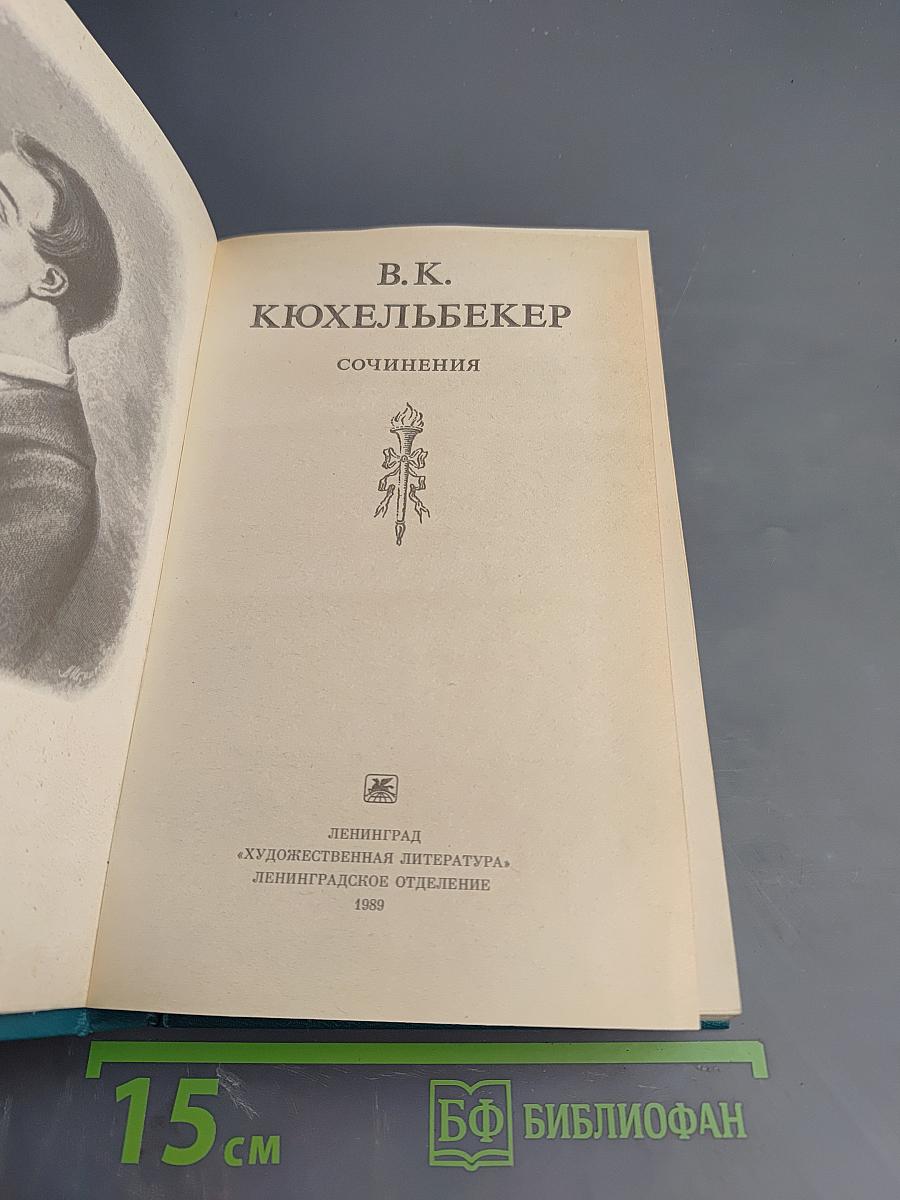 В. К.
КЮХЕЛЬБЕКЕР
СОЧИНЕНИЯ
ЛЕНИНГРАД
«ХУДОЖЕСТВЕННАЯ ЛИТЕРАТУРА»
ЛЕНИНГРАДСКОЕ ОТДЕЛЕНИЕ
1989
15 см
БФ БИБЛИОФАН